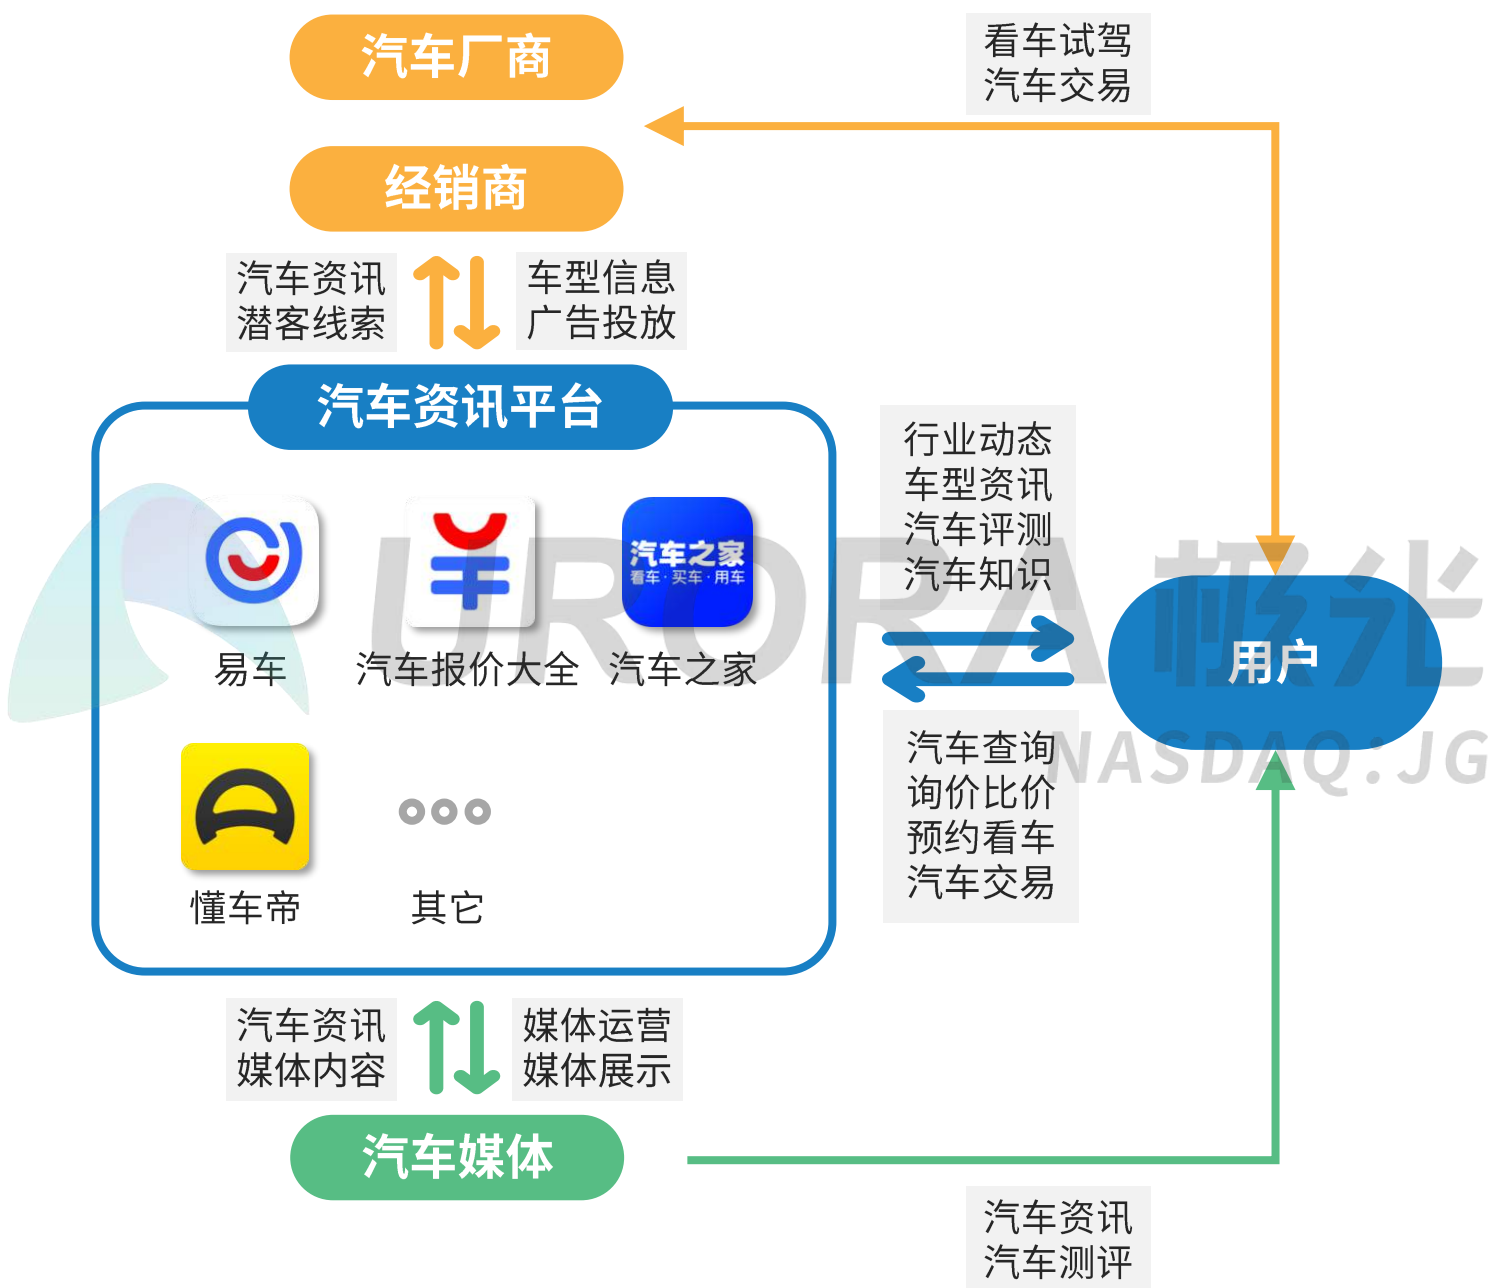 汽车厂商
看车试驾
汽车交易
经销商
汽车资讯
潜客线索
车型信息
广告投放
汽车资讯平台
行业动态
车型资讯
汽车评测
汽车知识
汽车之家
看车·买车·用车
易车
汽车报价大全
汽车之家
URORA 极光
NASDAQ:JG
用户
汽车查询
询价比价
预约看车
汽车交易
懂车帝
其它
汽车资讯
媒体内容
媒体运营
媒体展示
汽车媒体
汽车资讯
汽车测评